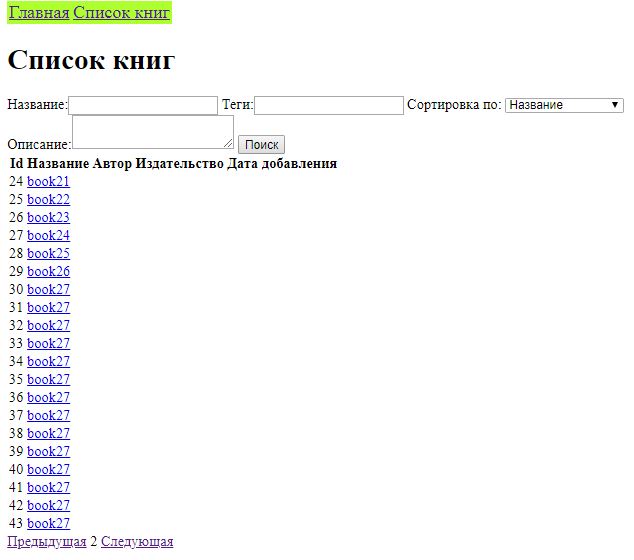 Главная Список книг
Список книг
Название: Теги: Сортировка по: Название
Описание: Поиск
Id Название Автор Издательство Дата добавления
24 book21
25 book22
26 book23
27 book24
28 book25
29 book26
30 book27
31 book27
32 book27
33 book27
34 book27
35 book27
36 book27
37 book27
38 book27
39 book27
40 book27
41 book27
42 book27
43 book27
Предыдущая 2 Следующая